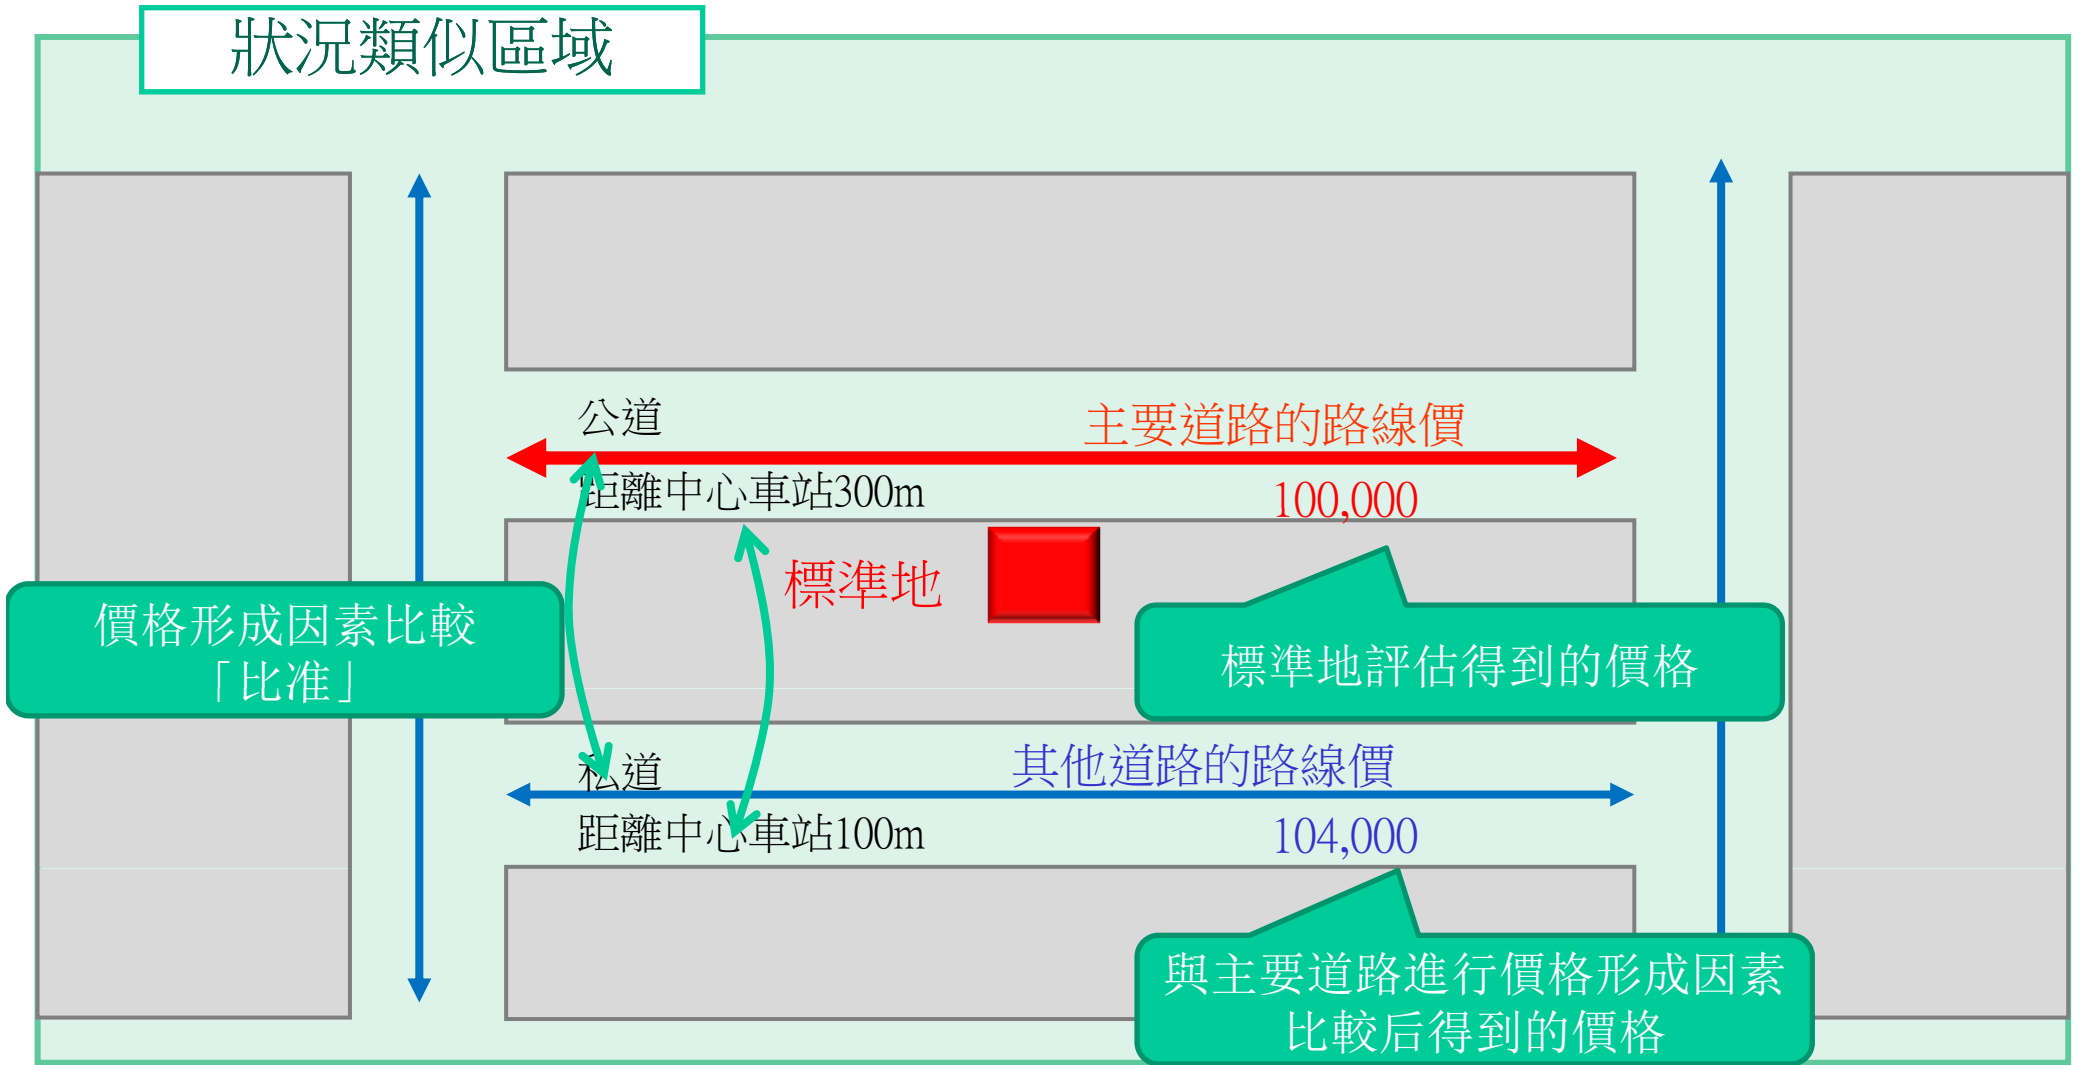 狀況類似區域
公道
主要道路的路線價
距離中心車站300m
100,000
標準地
價格形成因素比較
「比准」
標準地評估得到的價格
私道
其他道路的路線價
距離中心車站100m
104,000
與主要道路進行價格形成因素
比較后得到的價格